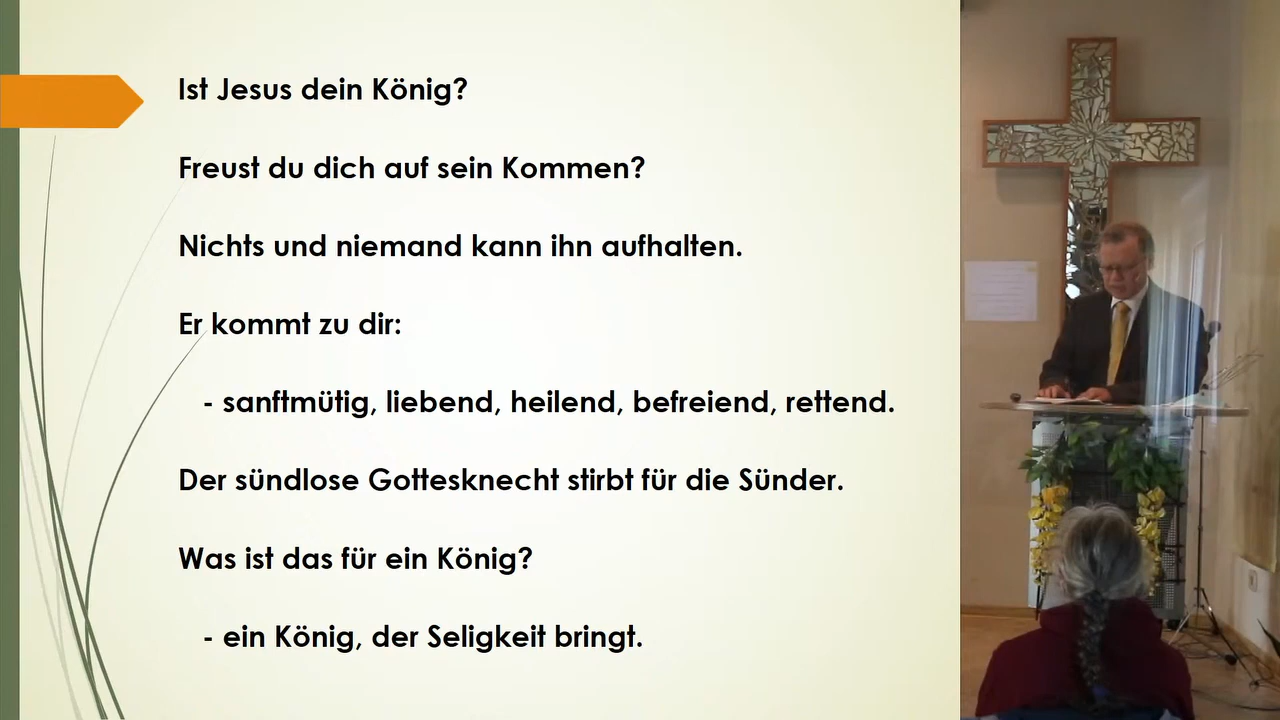 Ist Jesus dein König?
Freust du dich auf sein Kommen?
Nichts und niemand kann ihn aufhalten.
Er kommt zu dir:
- sanftmütig, liebend, heilend, befreiend, rettend.
Der sündlose Gottesknecht stirbt für die Sünder.
Was ist das für ein König?
- ein König, der Seligkeit bringt.